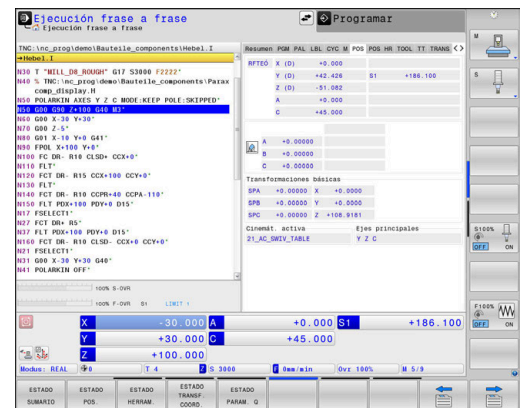 Ejecución frase a frase
Ejecución frase a frase
Programar
TNC:\nc_prog\demo\Bauteile_components\Hebel.I
→Hebel.I
N30 T "MILL_D8_ROUGH" G17 S3000 F2222*
N40 % TNC:\nc_prog\demo\Bauteile_components\Parax
comp_display.H
N51 POLARKIN AXES Y Z C MODE:KEEP POLE:SKIPPED*
N50 G00 G90 Z+100 G40 M3*
N60 G00 X-30 Y+30*
N70 G00 Z-5*
N80 G01 X-10 Y+0 G41*
N90 FPOL X+100 Y+0*
N100 FC DR- R10 CLSD+ CCX+0*
N110 FLT*
N120 FCT DR- R15 CCX+100 CCY+0*
N130 FLT*
N140 FCT DR- R10 CCPR+40 CCPA-110*
N150 FLT PDX+100 PDY+0 D15*
N17 FSELECT1*
N27 FCT DR+ R5*
N37 FLT PDX+100 PDY+0 D15*
N160 FCT DR- R10 CLSD- CCX+0 CCY+0*
N21 FSELECT1*
N31 G00 X-30 Y+30 G40*
N41 POLARKIN OFF*
Resumen PGM PAL LBL CYC M POS POS HR TOOL TT TRANS
RFTEÓ X (D) +0.000
Y (D) +42.426 S1 +186.100
Z (D) -51.082
A +0.000
C +45.000
A +0.00000
B +0.00000
C +0.00000
Transformaciones básicas
SPA +0.00000 X +0.0000
SPB +0.00000 Y +0.0000
SPC +0.00000 Z +108.9181
Cinemát. activa Ejes principales
21_AC_SWIV_TABLE Y Z C
100% S-OVR
100% F-OVR S1 LIMIT 1
X -30.000 A +0.000 S1 +186.100
Y +30.000 C +45.000
Z +100.000
Modus: REAL 0 T 4 Z S 3000 F 0mm/min Ovr 100% M 5/9
ESTADO SUMARIO
ESTADO POS.
ESTADO HERRAM.
ESTADO TRANSF. COORD.
ESTADO PARAM. Q
M
S
S100%
OFF ON
F100%
OFF ON